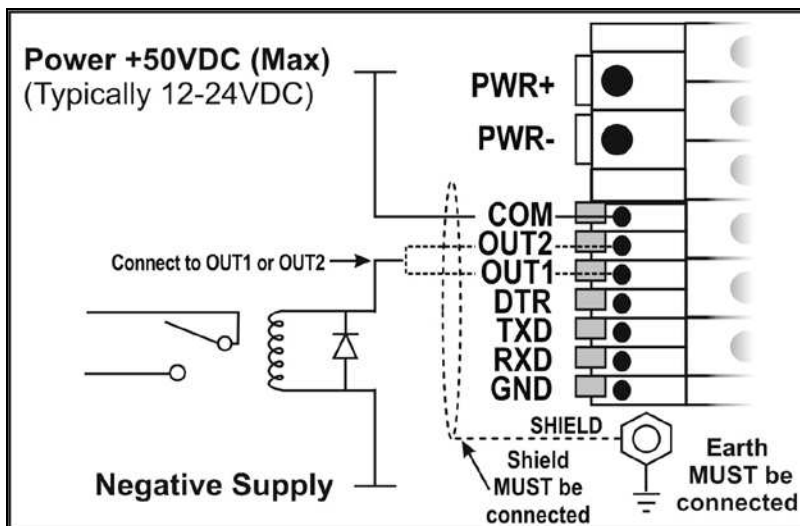 Power +50VDC (Max)
(Typically 12-24VDC)
PWR+
PWR-
COM
OUT2
Connect to OUT1 or OUT2
OUT1
DTR
TXD
RXD
GND
SHIELD
Shield
MUST be
connected
Earth
MUST be
connected
Negative Supply